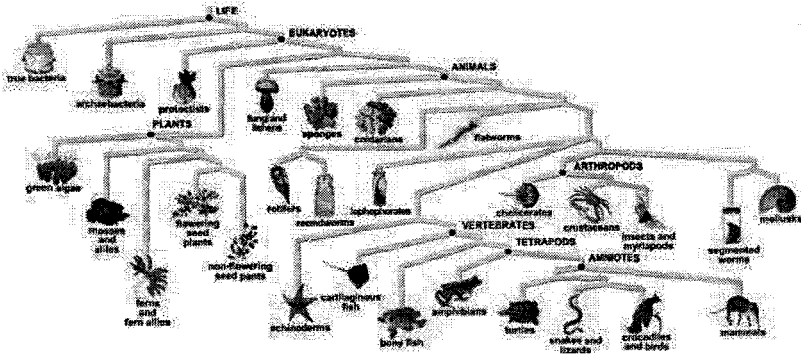 LIFE
EUKARYOTES
ANIMALS
true bacteria
archaebacteria
protoctists
fungi and
lichens
sponges
cnidarians
flatworms
PLANTS
green algae
mosses
and
allies
flowering
seed
plants
non-flowering
seed pants
ferns
and
fern allies
rotifers
roundworms
lophophorates
ARTHROPODS
chelicerates
crustaceans
insects and
myriapods
segmented
worms
mollusks
VERTEBRATES
TETRAPODS
AMNIOTES
echinoderms
cartilaginous
fish
bony fish
amphibians
turtles
snakes and
lizards
crocodiles
and birds
mammals